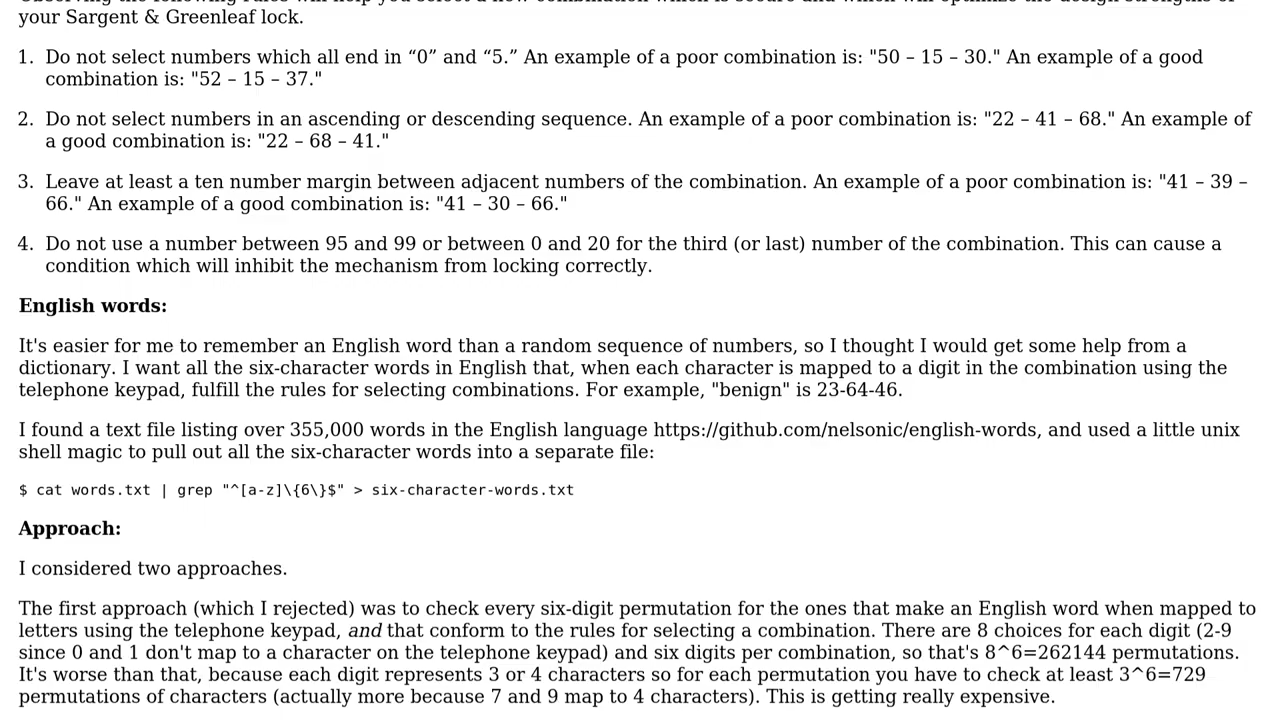 your Sargent & Greenleaf lock.
1. Do not select numbers which all end in “0” and “5.” An example of a poor combination is: "50 – 15 – 30." An example of a good
combination is: "52 – 15 – 37."
2. Do not select numbers in an ascending or descending sequence. An example of a poor combination is: "22 – 41 – 68." An example of
a good combination is: "22 – 68 – 41."
3. Leave at least a ten number margin between adjacent numbers of the combination. An example of a poor combination is: "41 – 39 –
66." An example of a good combination is: "41 – 30 – 66."
4. Do not use a number between 95 and 99 or between 0 and 20 for the third (or last) number of the combination. This can cause a
condition which will inhibit the mechanism from locking correctly.
English words:
It's easier for me to remember an English word than a random sequence of numbers, so I thought I would get some help from a
dictionary. I want all the six-character words in English that, when each character is mapped to a digit in the combination using the
telephone keypad, fulfill the rules for selecting combinations. For example, "benign" is 23-64-46.
I found a text file listing over 355,000 words in the English language https://github.com/nelsonic/english-words, and used a little unix
shell magic to pull out all the six-character words into a separate file:
$ cat words.txt | grep "^[a-z]\{6\}$" > six-character-words.txt
Approach:
I considered two approaches.
The first approach (which I rejected) was to check every six-digit permutation for the ones that make an English word when mapped to
letters using the telephone keypad, and that conform to the rules for selecting a combination. There are 8 choices for each digit (2-9
since 0 and 1 don't map to a character on the telephone keypad) and six digits per combination, so that's 8^6=262144 permutations.
It's worse than that, because each digit represents 3 or 4 characters so for each permutation you have to check at least 3^6=729
permutations of characters (actually more because 7 and 9 map to 4 characters). This is getting really expensive.